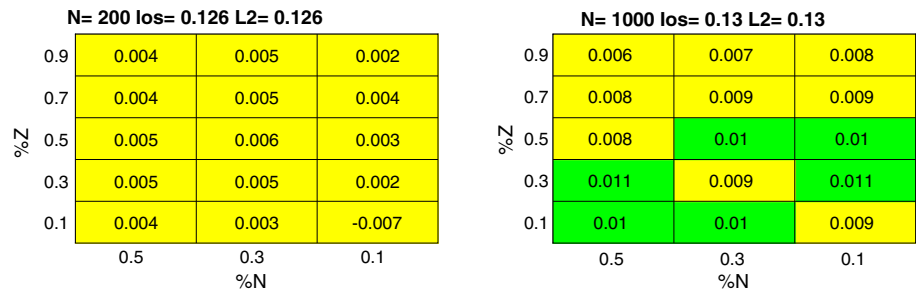 N= 200 los= 0.126 L2= 0.126
0.9 0.004 0.005 0.002
0.7 0.004 0.005 0.004
0.5 0.005 0.006 0.003
0.3 0.005 0.005 0.002
0.1 0.004 0.003 -0.007
%Z
0.5 0.3 0.1
%N
N= 1000 los= 0.13 L2= 0.13
0.9 0.006 0.007 0.008
0.7 0.008 0.009 0.009
0.5 0.008 0.01 0.01
0.3 0.011 0.009 0.011
0.1 0.01 0.01 0.009
%Z
0.5 0.3 0.1
%N